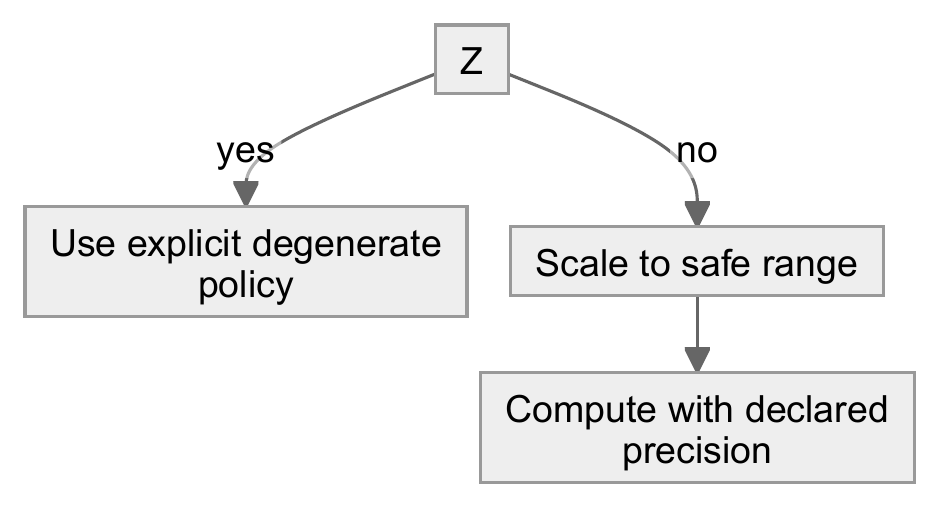 Z
yes
no
Use explicit degenerate
policy
Scale to safe range
Compute with declared
precision